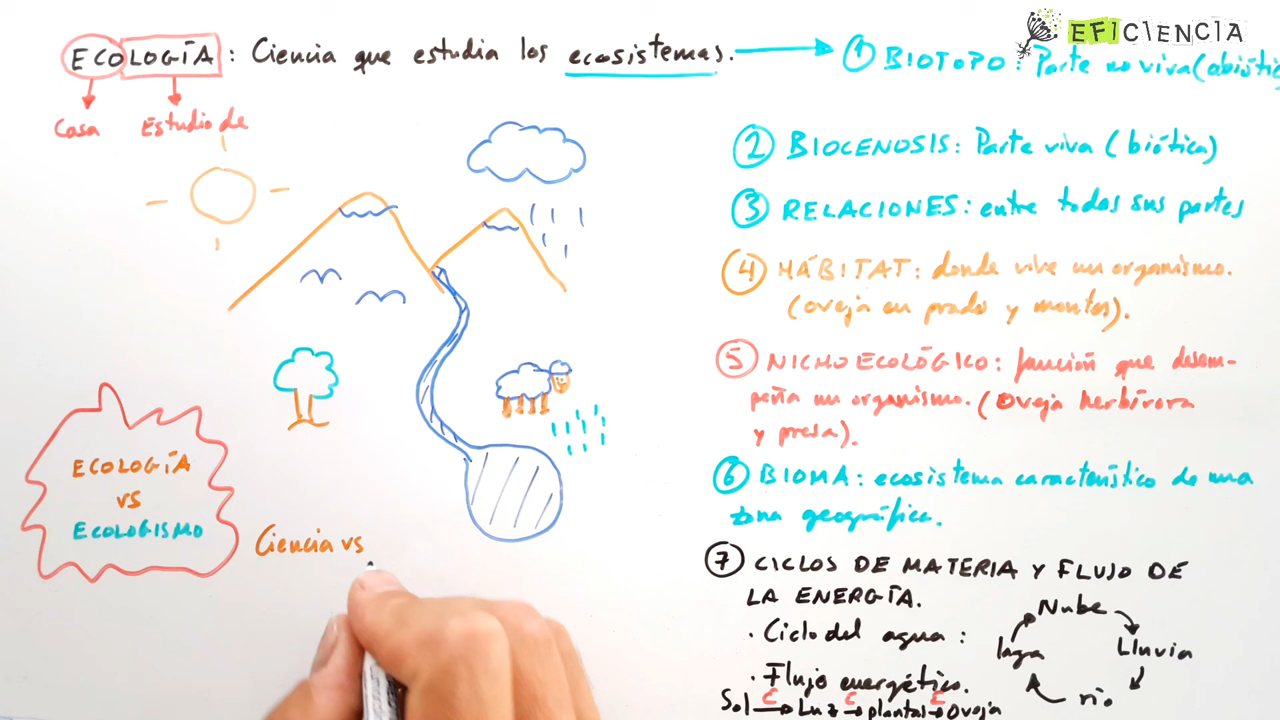 EFICIENCIA
ECOLOGÍA : Ciencia que estudia los ecosistemas.
Casa
Estudio de
① BIOTOPO : Parte no viva (abiótic
② BIOCENOSIS: Parte viva (biótica)
③ RELACIONES: entre todas sus partes
④ HÁBITAT: donde vive un organismo.
(oveja en prados y montes).
⑤ NICHO ECOLÓGICO: función que desem-
peña un organismo. (Oveja herbívora
y presa).
⑥ BIOMA: ecosistema característico de una
zona geográfica.
⑦ CICLOS DE MATERIA Y FLUJO DE
LA ENERGÍA.
· Ciclo del agua :
Nube
Lluvia
río
lago
· Flujo energético.
Sol Luz plantas Oveja
C C E
ECOLOGÍA
VS
ECOLOGISMO
Ciencia vs